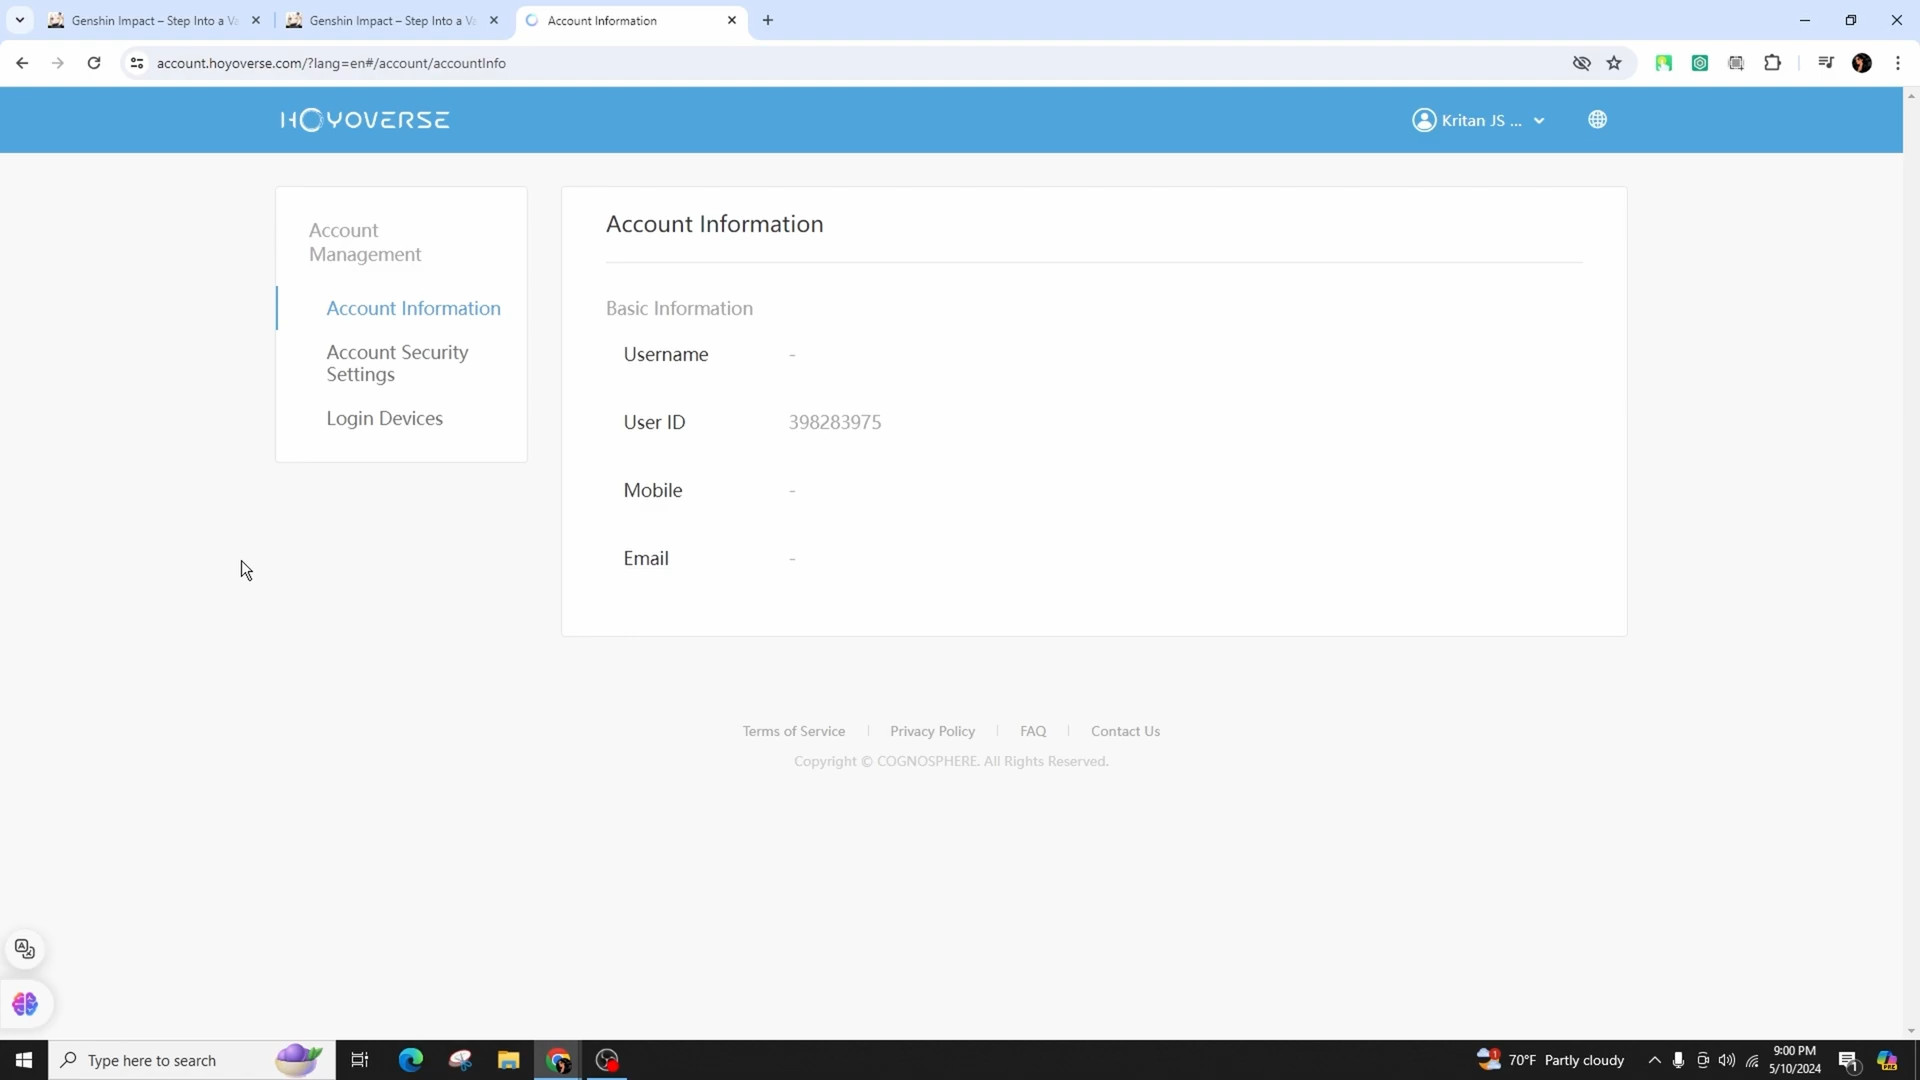 Genshin Impact – Step Into a Va
Genshin Impact – Step Into a Va
Account Information
account.hoyoverse.com/?lang=en#/account/accountInfo
HOYOVERSE
Kritan JS ...
Account
Management
Account Information
Account Security
Settings
Login Devices
Account Information
Basic Information
Username -
User ID 398283975
Mobile -
Email -
Terms of Service | Privacy Policy | FAQ | Contact Us
Copyright © COGNOSPHERE. All Rights Reserved.
Type here to search
70°F Partly cloudy
9:00 PM
5/10/2024